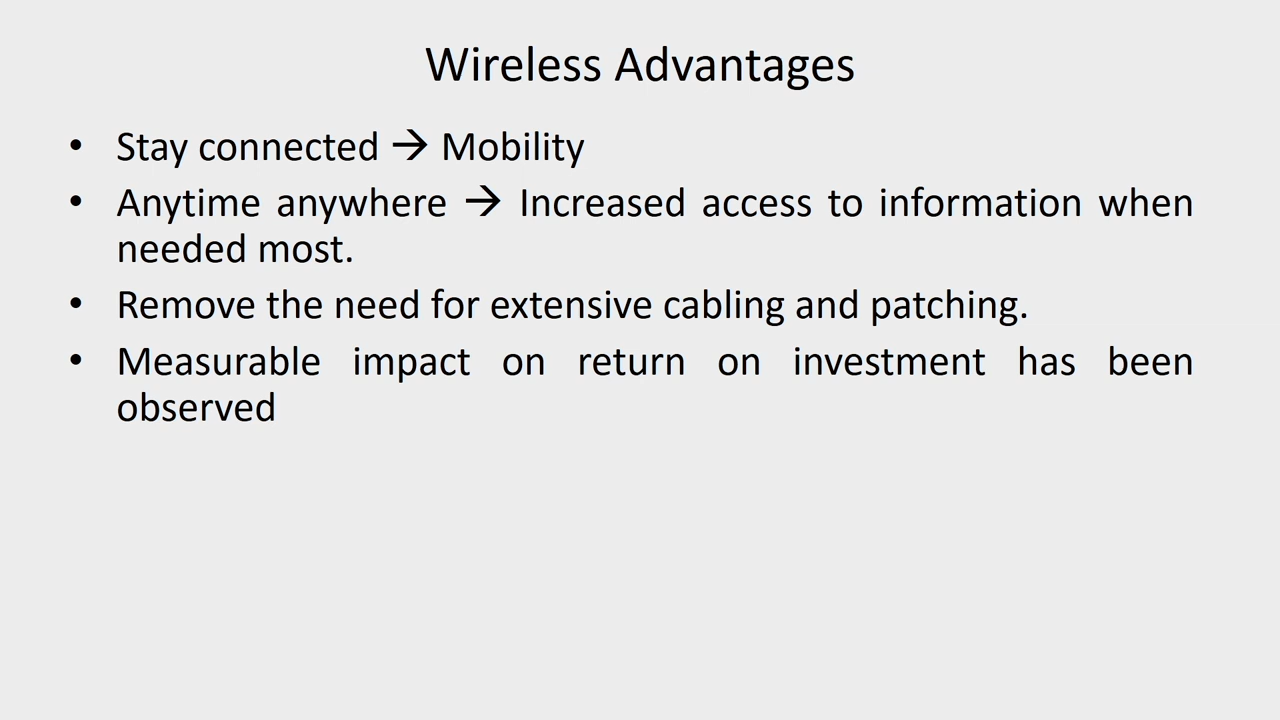 Wireless Advantages
• Stay connected → Mobility
• Anytime anywhere → Increased access to information when
needed most.
• Remove the need for extensive cabling and patching.
• Measurable impact on return on investment has been
observed